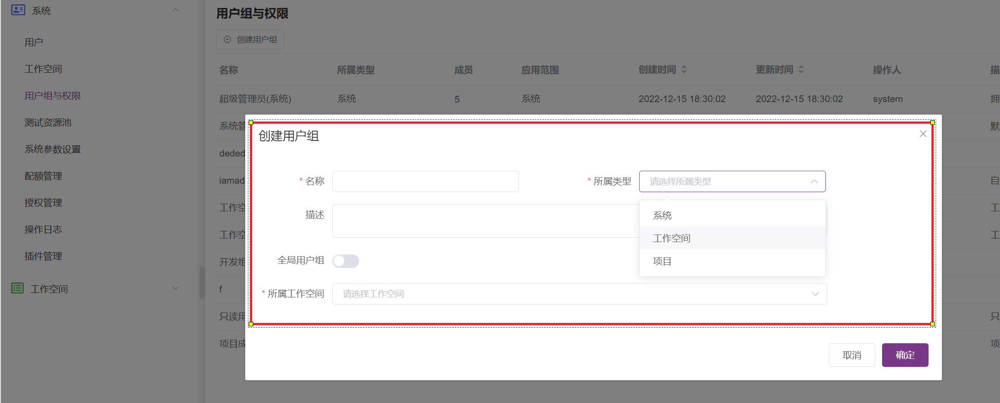 系统
用户
工作空间
用户组与权限
测试资源池
系统参数设置
配额管理
授权管理
操作日志
插件管理
工作空间
用户组与权限
创建用户组
名称 所属类型 成员 应用范围 创建时间 更新时间 操作人 描
超级管理员(系统) 系统 5 系统 2022-12-15 18:30:02 2022-12-15 18:30:02 system 拥
系统管 默
deded
iamad 自
工作空 工
工作空 工
开发组
f
只读用 只
项目成 项
创建用户组
* 名称
* 所属类型 请选择所属类型
描述
系统
工作空间
项目
全局用户组
* 所属工作空间 请选择工作空间
取消 确定